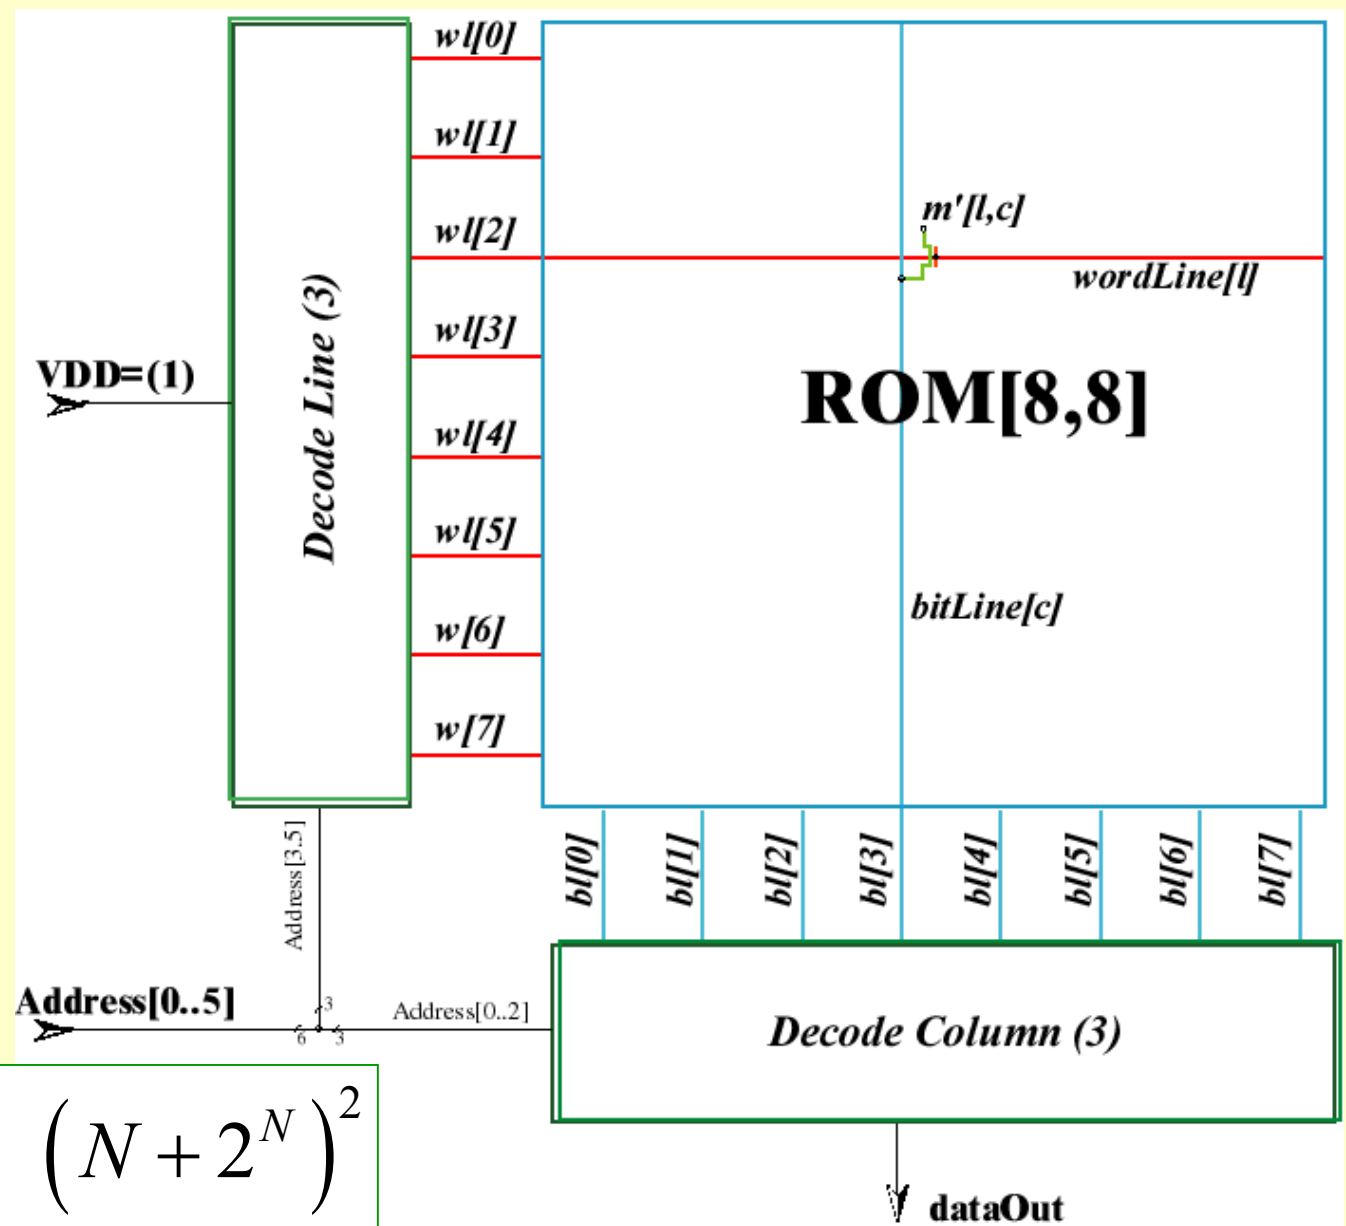 wl[0]
wl[1]
wl[2]
wl[3]
wl[4]
wl[5]
w[6]
w[7]
Decode Line (3)
VDD=(1)
m'[l,c]
wordLine[l]
ROM[8,8]
bitLine[c]
bl[0]
bl[1]
bl[2]
bl[3]
bl[4]
bl[5]
bl[6]
bl[7]
Address[3.5]
Address[0..5]
6
3
3
Address[0..2]
Decode Column (3)
(N + 2^N)^2
dataOut